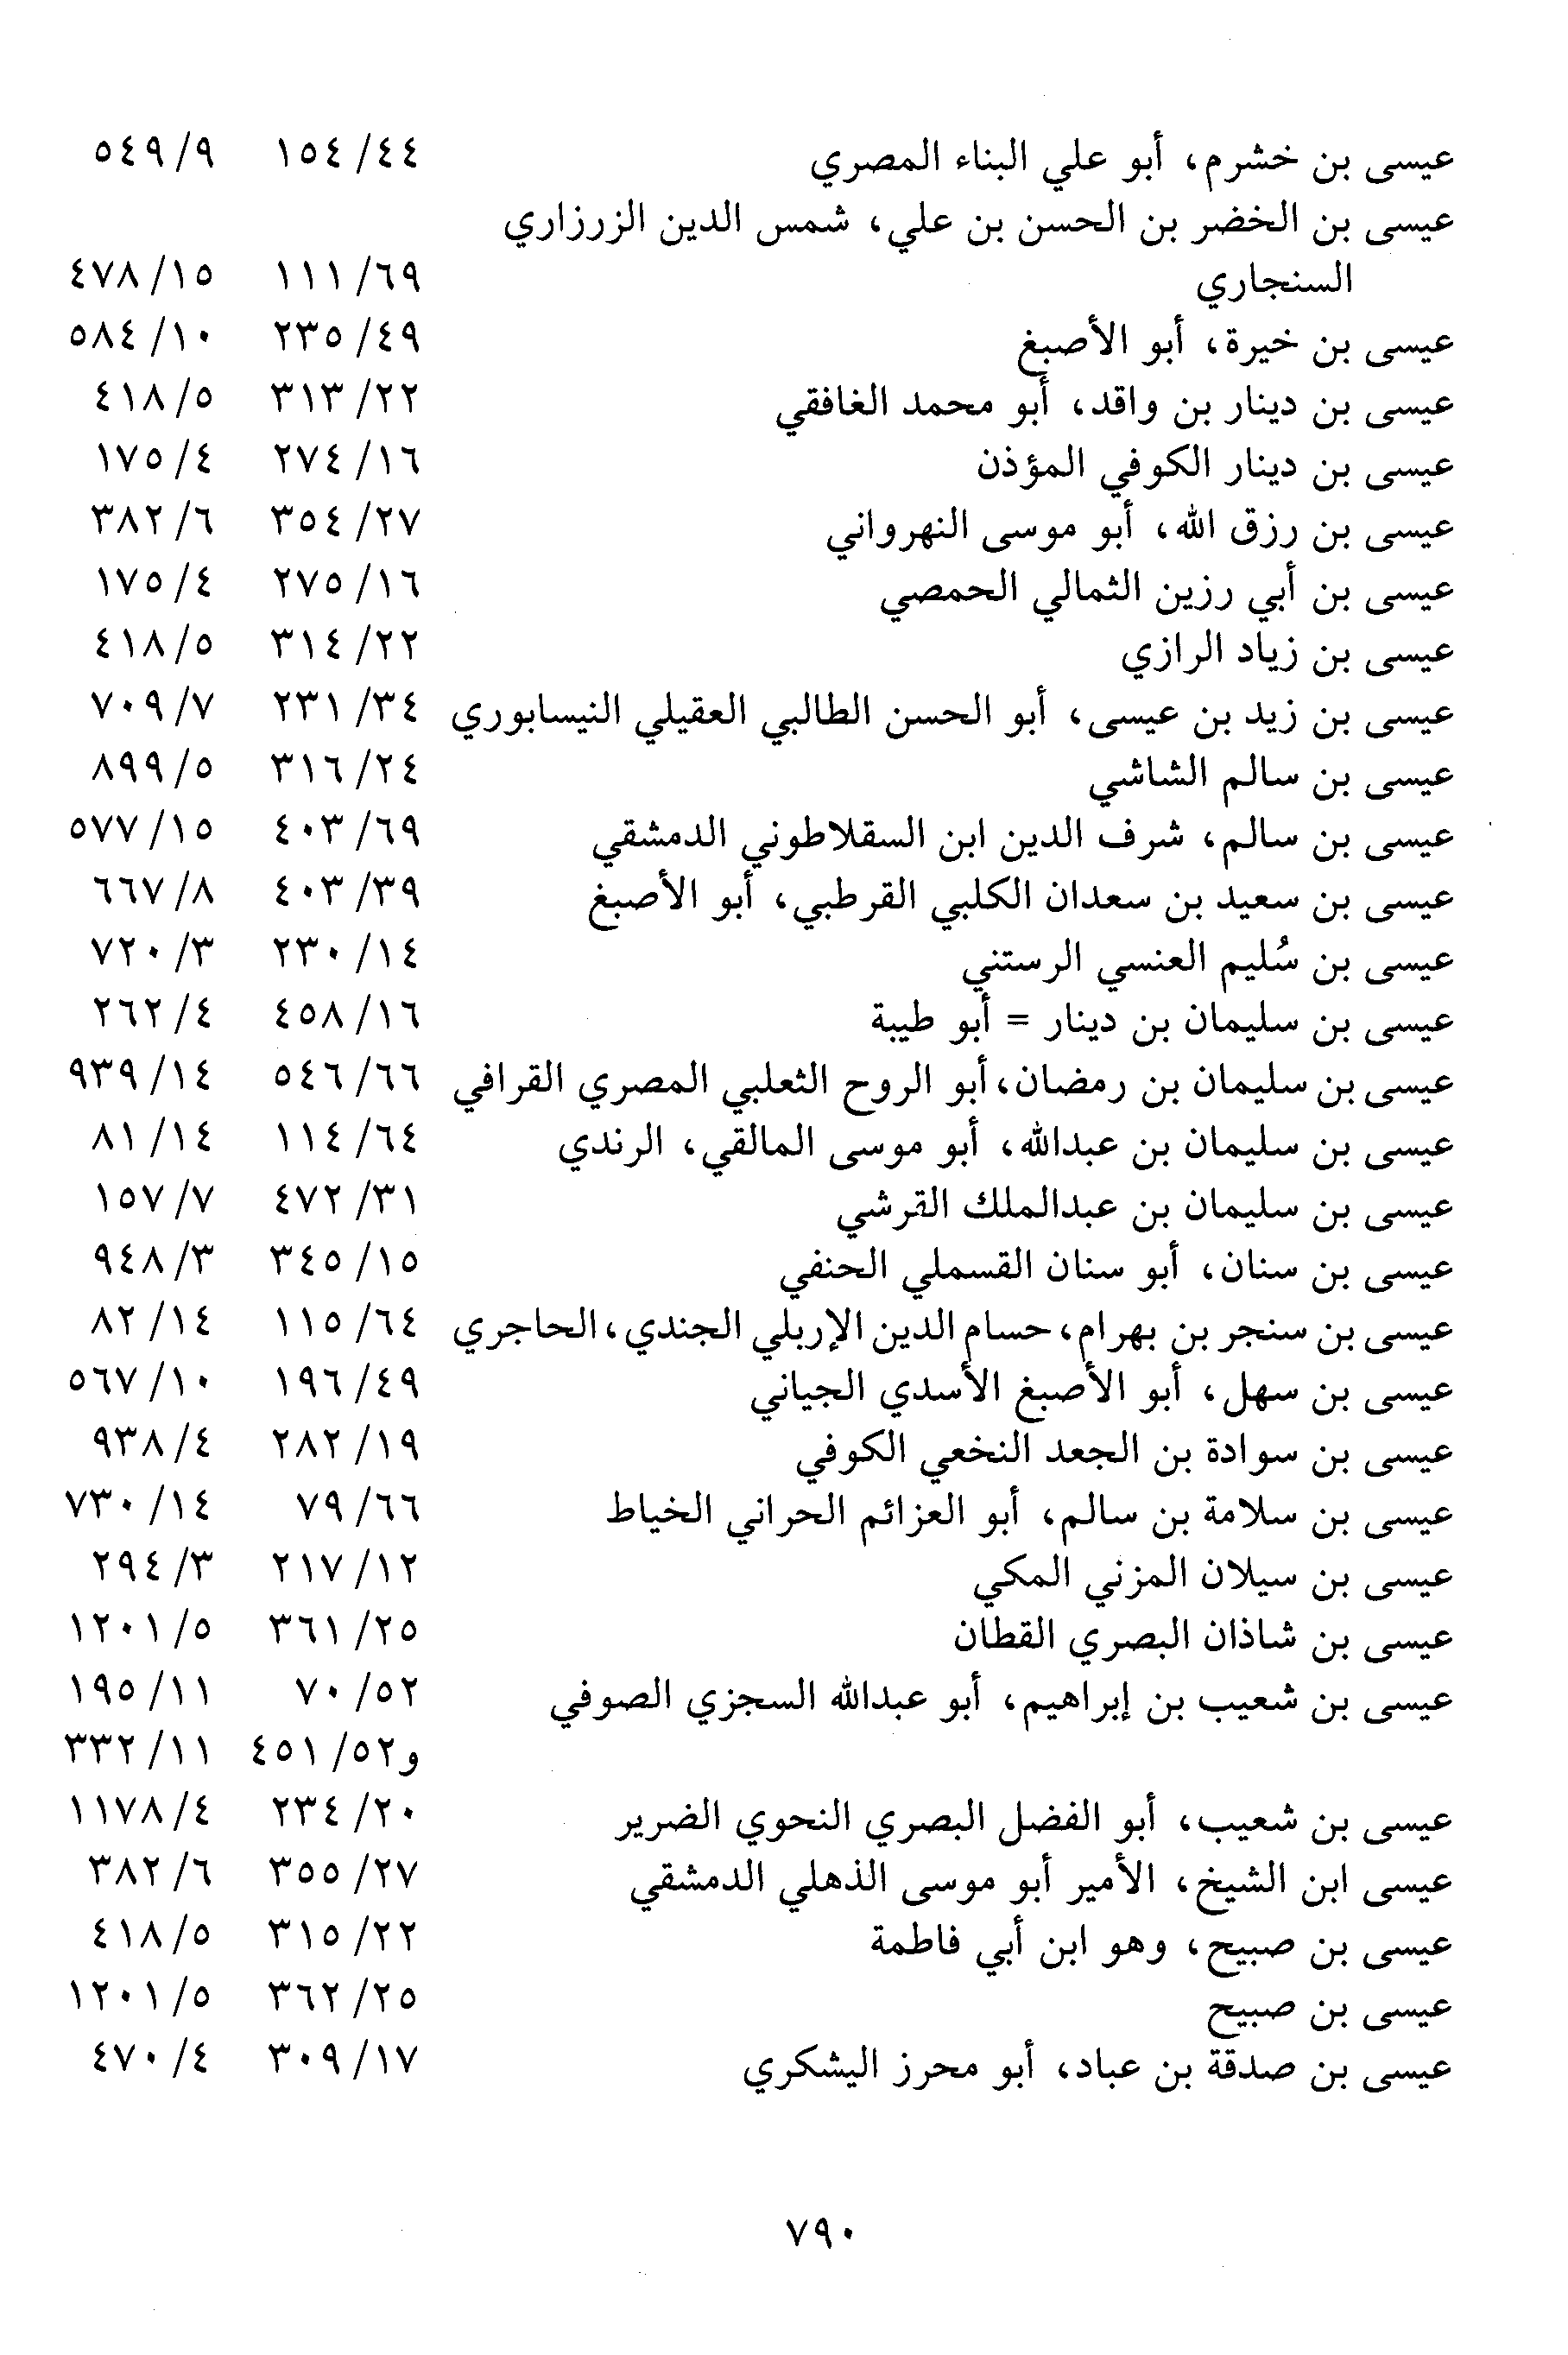 عيسى بن خشرم، أبو علي البناء المصري ٤٤/ ١٥٤ ٩/ ٥٤٩
عيسى بن الخضر بن الحسن بن علي، شمس الدين الزرزاري
السنجاري ٦٩/ ١١١ ١٥/ ٤٧٨
عيسى بن خيرة، أبو الأصبغ ٤٩/ ٢٣٥ ١٠/ ٥٨٤
عيسى بن دينار بن واقد، أبو محمد الغافقي ٢٢/ ٣١٣ ٥/ ٤١٨
عيسى بن دينار الكوفي المؤذن ١٦/ ٢٧٤ ٤/ ١٧٥
عيسى بن رزق الله، أبو موسى النهرواني ٢٧/ ٣٥٤ ٦/ ٣٨٢
عيسى بن أبي رزين الثمالي الحمصي ١٦/ ٢٧٥ ٤/ ١٧٥
عيسى بن زياد الرازي ٢٢/ ٣١٤ ٥/ ٤١٨
عيسى بن زيد بن عيسى، أبو الحسن الطالبي العقيلي النيسابوري ٣٤/ ٢٣١ ٧/ ٧٠٩
عيسى بن سالم الشاشي ٢٤/ ٣١٦ ٥/ ٨٩٩
عيسى بن سالم، شرف الدين ابن السقلاطوني الدمشقي ٦٩/ ٤٠٣ ١٥/ ٥٧٧
عيسى بن سعيد بن سعدان الكلبي القرطبي، أبو الأصبغ ٣٩/ ٤٠٣ ٨/ ٦٦٧
عيسى بن سُليم العنسي الرستني ١٤/ ٢٣٠ ٣/ ٧٢٠
عيسى بن سليمان بن دينار = أبو طيبة ١٦/ ٤٥٨ ٤/ ٢٦٢
عيسى بن سليمان بن رمضان، أبو الروح الثعلبي المصري القرافي ٦٦/ ٥٤٦ ١٤/ ٩٣٩
عيسى بن سليمان بن عبدالله، أبو موسى المالقي، الرندي ٦٤/ ١١٤ ١٤/ ٨١
عيسى بن سليمان بن عبدالملك القرشي ٣١/ ٤٧٢ ٧/ ١٥٧
عيسى بن سنان، أبو سنان القسملي الحنفي ١٥/ ٣٤٥ ٣/ ٩٤٨
عيسى بن سنجر بن بهرام، حسام الدين الإربلي الجندي، الحاجري ٦٤/ ١١٥ ١٤/ ٨٢
عيسى بن سهل، أبو الأصبغ الأسدي الجياني ٤٩/ ١٩٦ ١٠/ ٥٦٧
عيسى بن سوادة بن الجعد النخعي الكوفي ١٩/ ٢٨٢ ٤/ ٩٣٨
عيسى بن سلامة بن سالم، أبو العزائم الحراني الخياط ٦٦/ ٧٩ ١٤/ ٧٣٠
عيسى بن سيلان المزني المكي ١٢/ ٢١٧ ٣/ ٢٩٤
عيسى بن شاذان البصري القطان ٢٥/ ٣٦١ ٥/ ١٢٠١
عيسى بن شعيب بن إبراهيم، أبو عبدالله السجزي الصوفي ٥٢/ ٧٠ ١١/ ١٩٥
و٥٢/ ٤٥١ ١١/ ٣٣٢
عيسى بن شعيب، أبو الفضل البصري النحوي الضرير ٢٠/ ٢٣٤ ٤/ ١١٧٨
عيسى ابن الشيخ، الأمير أبو موسى الذهلي الدمشقي ٢٧/ ٣٥٥ ٦/ ٣٨٢
عيسى بن صبيح، وهو ابن أبي فاطمة ٢٢/ ٣١٥ ٥/ ٤١٨
عيسى بن صبيح ٢٥/ ٣٦٢ ٥/ ١٢٠١
عيسى بن صدقة بن عباد، أبو محرز اليشكري ١٧/ ٣٠٩ ٤/ ٤٧٠
٧٩٠